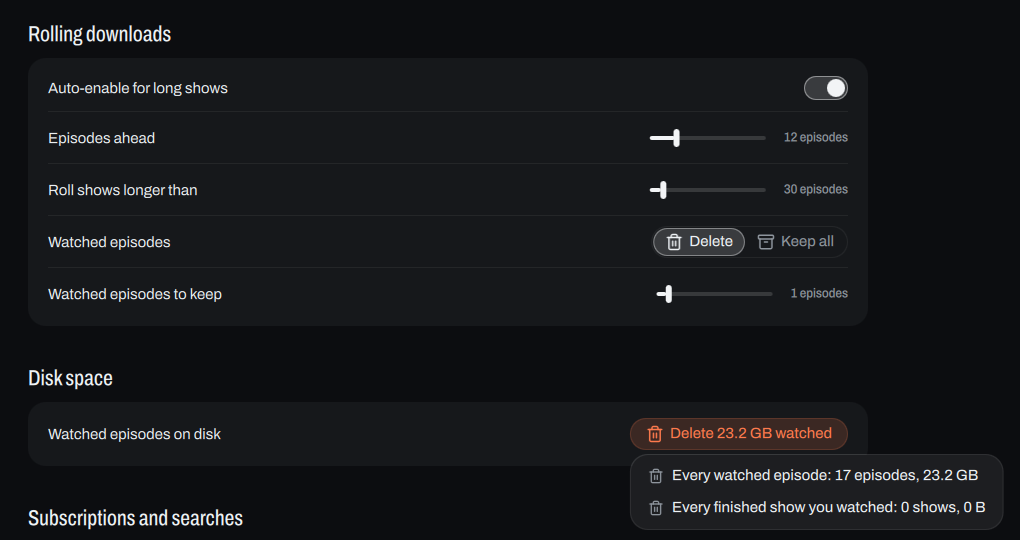 Rolling downloads
Auto-enable for long shows
Episodes ahead
12 episodes
Roll shows longer than
30 episodes
Watched episodes
Delete
Keep all
Watched episodes to keep
1 episodes
Disk space
Watched episodes on disk
Delete 23.2 GB watched
Every watched episode: 17 episodes, 23.2 GB
Every finished show you watched: 0 shows, 0 B
Subscriptions and searches